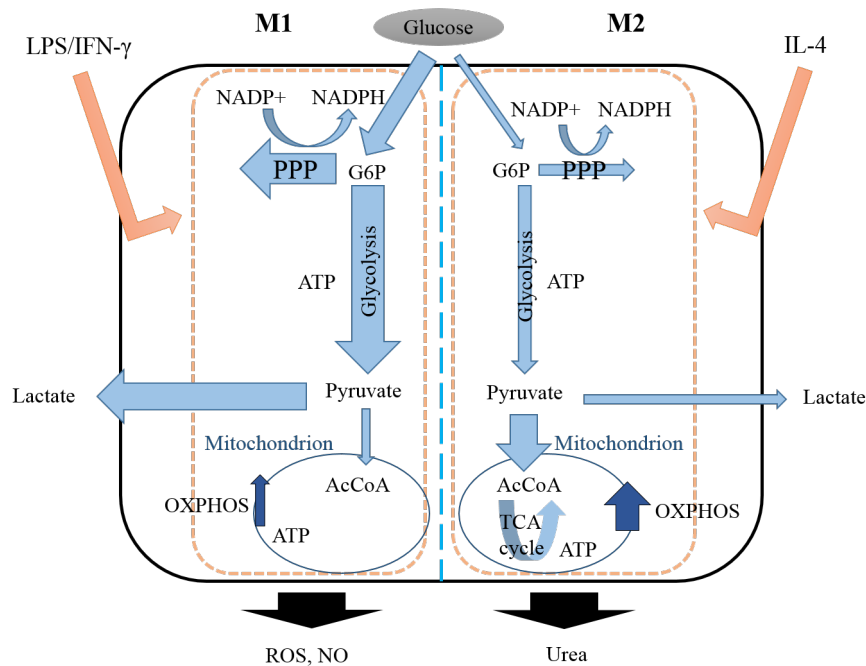 M1
Glucose
M2
LPS/IFN-γ
IL-4
NADP+
NADPH
NADP+
NADPH
PPP
G6P
G6P
PPP
Glycolysis
ATP
Glycolysis
ATP
Lactate
Pyruvate
Pyruvate
Lactate
Mitochondrion
Mitochondrion
AcCoA
AcCoA
OXPHOS
ATP
TCA
cycle
ATP
OXPHOS
ROS, NO
Urea